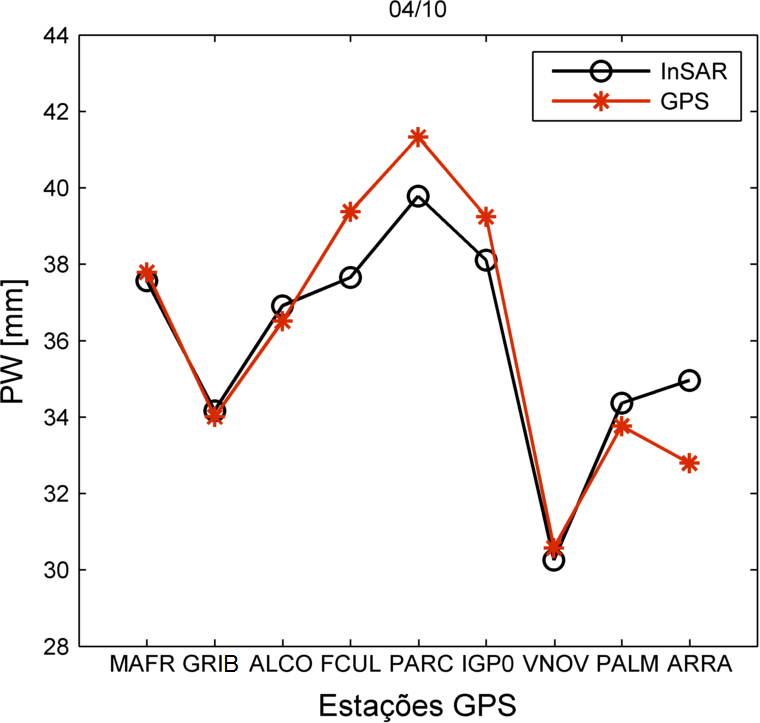 04/10
44
42
40
38
36
34
32
30
28
PW [mm]
InSAR
GPS
MAFR GRIB ALCO FCUL PARC IGP0 VNOV PALM ARRA
Estações GPS